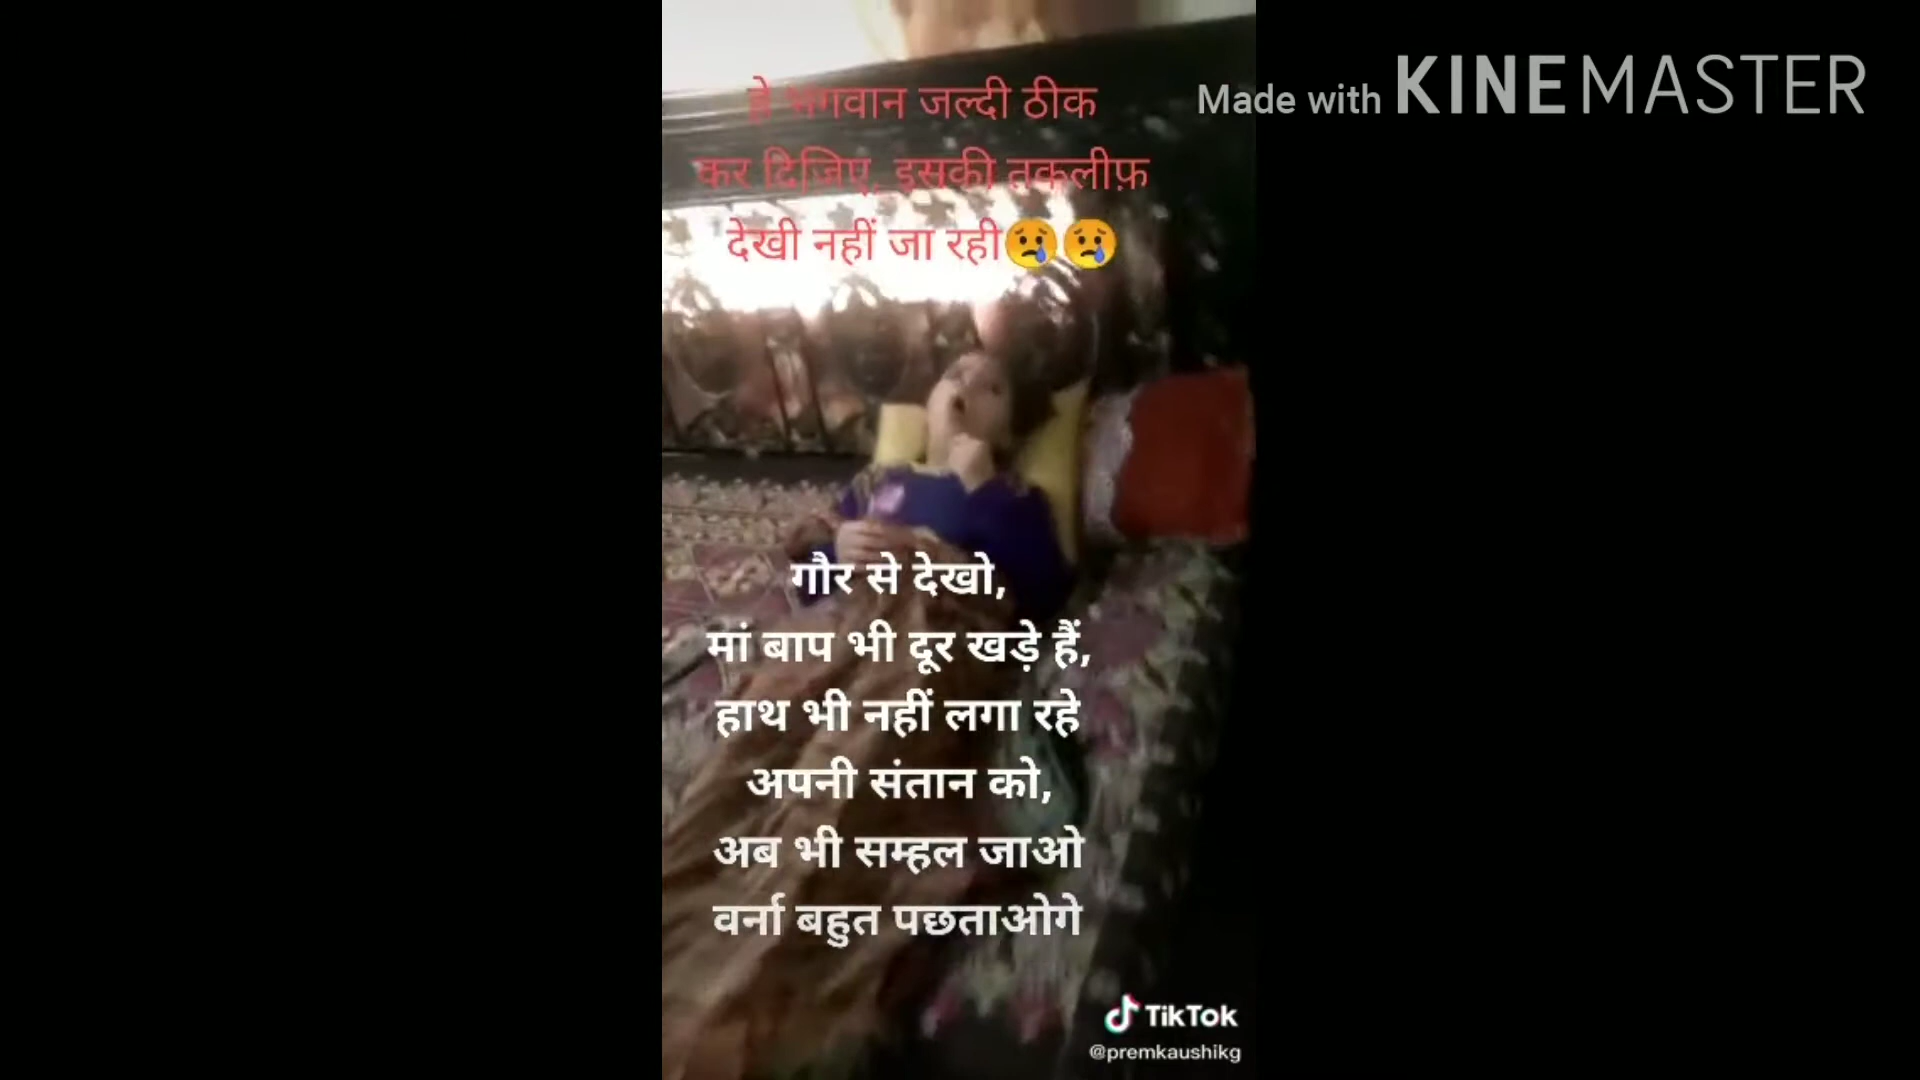 हे भगवान जल्दी ठीक
कर दिजिए, इसकी तकलीफ़
देखी नहीं जा रही😢😢
Made with KINEMASTER
गौर से देखो,
मां बाप भी दूर खड़े हैं,
हाथ भी नहीं लगा रहे
अपनी संतान को,
अब भी सम्हल जाओ
वर्ना बहुत पछताओगे
TikTok
@premkaushikg